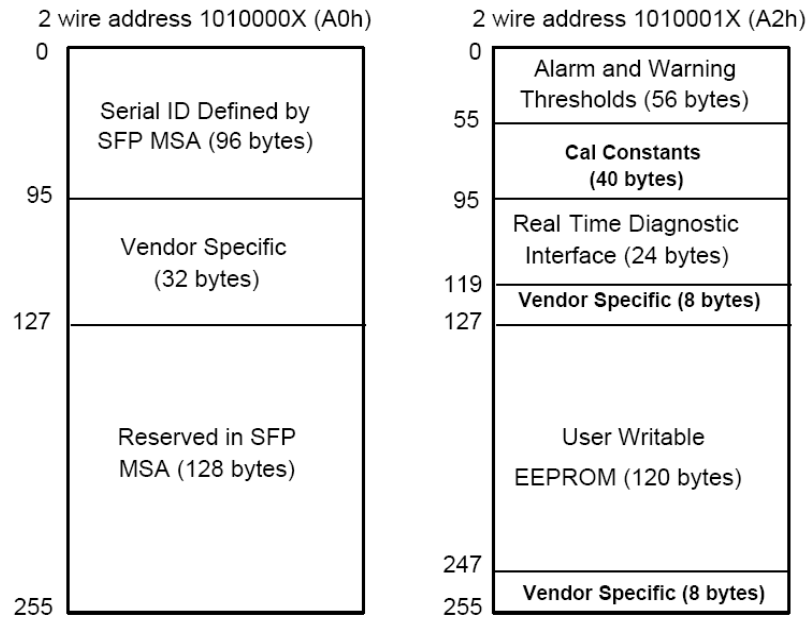 2 wire address 1010000X (A0h)
0
Serial ID Defined by
SFP MSA (96 bytes)
95
Vendor Specific
(32 bytes)
127
Reserved in SFP
MSA (128 bytes)
255
2 wire address 1010001X (A2h)
0
Alarm and Warning
Thresholds (56 bytes)
55
Cal Constants
(40 bytes)
95
Real Time Diagnostic
Interface (24 bytes)
119
Vendor Specific (8 bytes)
127
User Writable
EEPROM (120 bytes)
247
Vendor Specific (8 bytes)
255